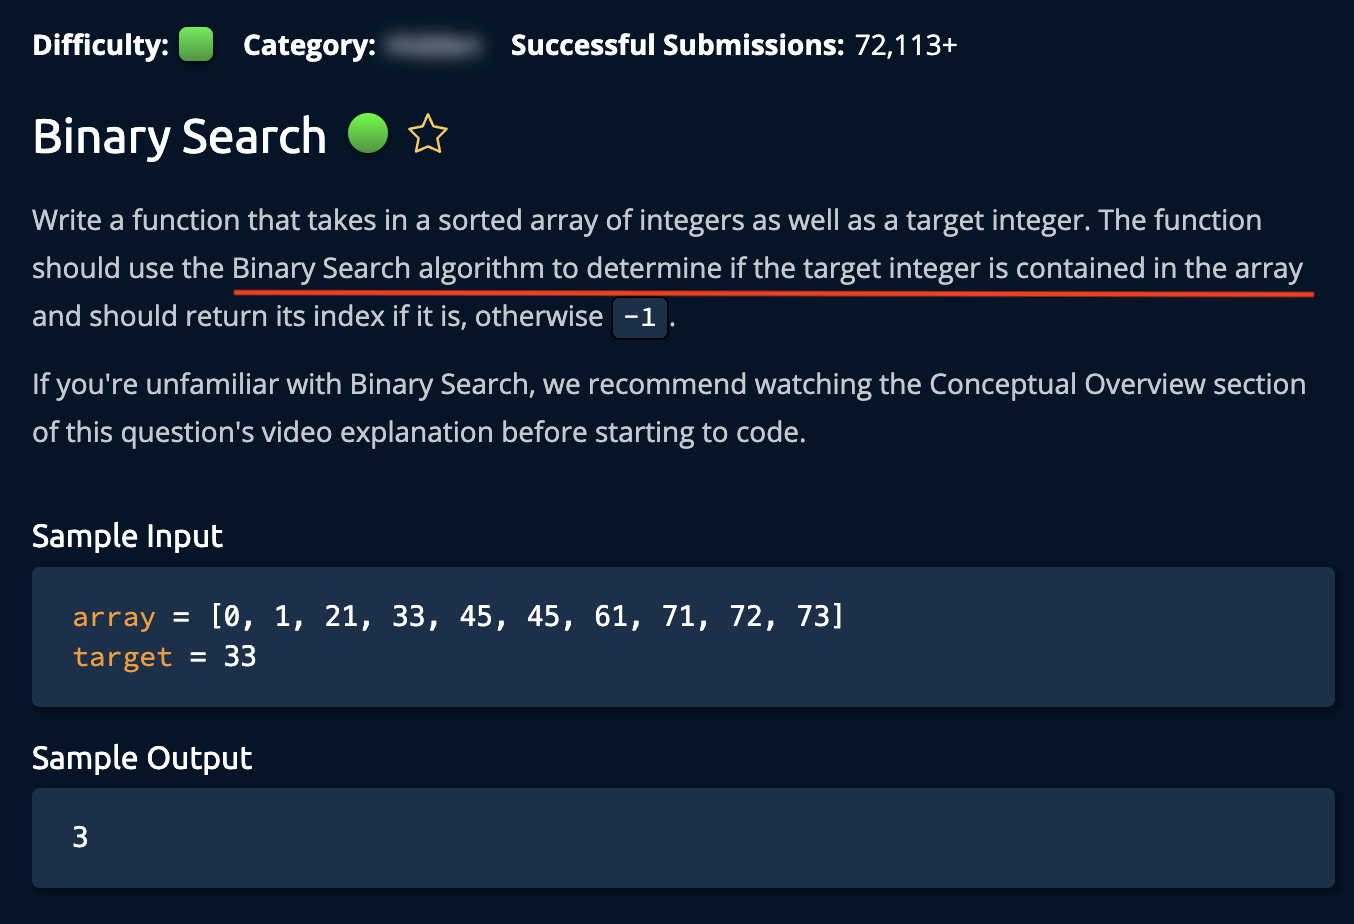 Difficulty: Category: Successful Submissions: 72,113+
Binary Search
Write a function that takes in a sorted array of integers as well as a target integer. The function
should use the Binary Search algorithm to determine if the target integer is contained in the array
and should return its index if it is, otherwise -1.
If you're unfamiliar with Binary Search, we recommend watching the Conceptual Overview section
of this question's video explanation before starting to code.
Sample Input
array = [0, 1, 21, 33, 45, 45, 61, 71, 72, 73]
target = 33
Sample Output
3